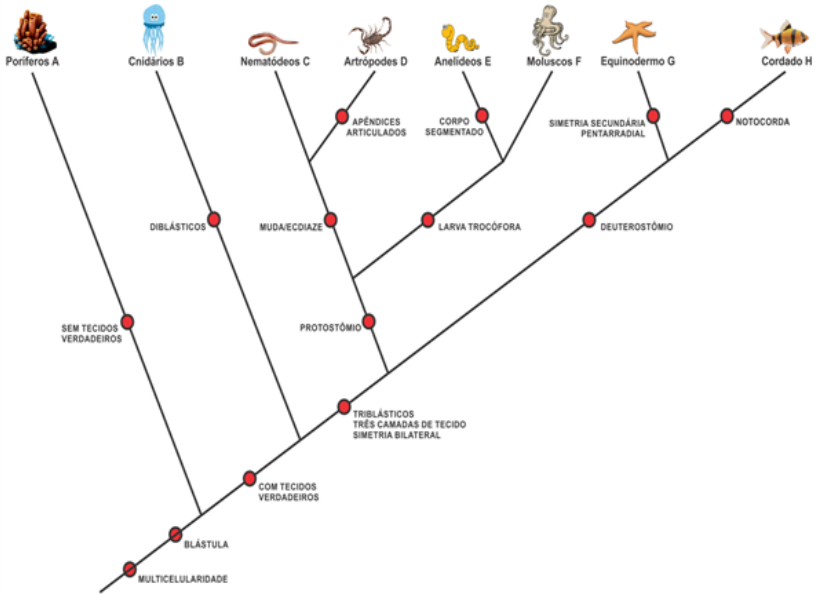 Poríferos A
Cnidários B
Nematódeos C
Artrópodes D
Anelídeos E
Moluscos F
Equinodermo G
Cordado H
APÊNDICES
ARTICULADOS
CORPO
SEGMENTADO
SIMETRIA SECUNDÁRIA
PENTARRADIAL
NOTOCORDA
DIBLÁSTICOS
MUDA/ECDIAZE
LARVA TROCÓFORA
DEUTEROSTÔMIO
SEM TECIDOS
VERDADEIROS
PROTOSTÔMIO
TRIBLÁSTICOS
TRÊS CAMADAS DE TECIDO
SIMETRIA BILATERAL
COM TECIDOS
VERDADEIROS
BLÁSTULA
MULTICELULARIDADE